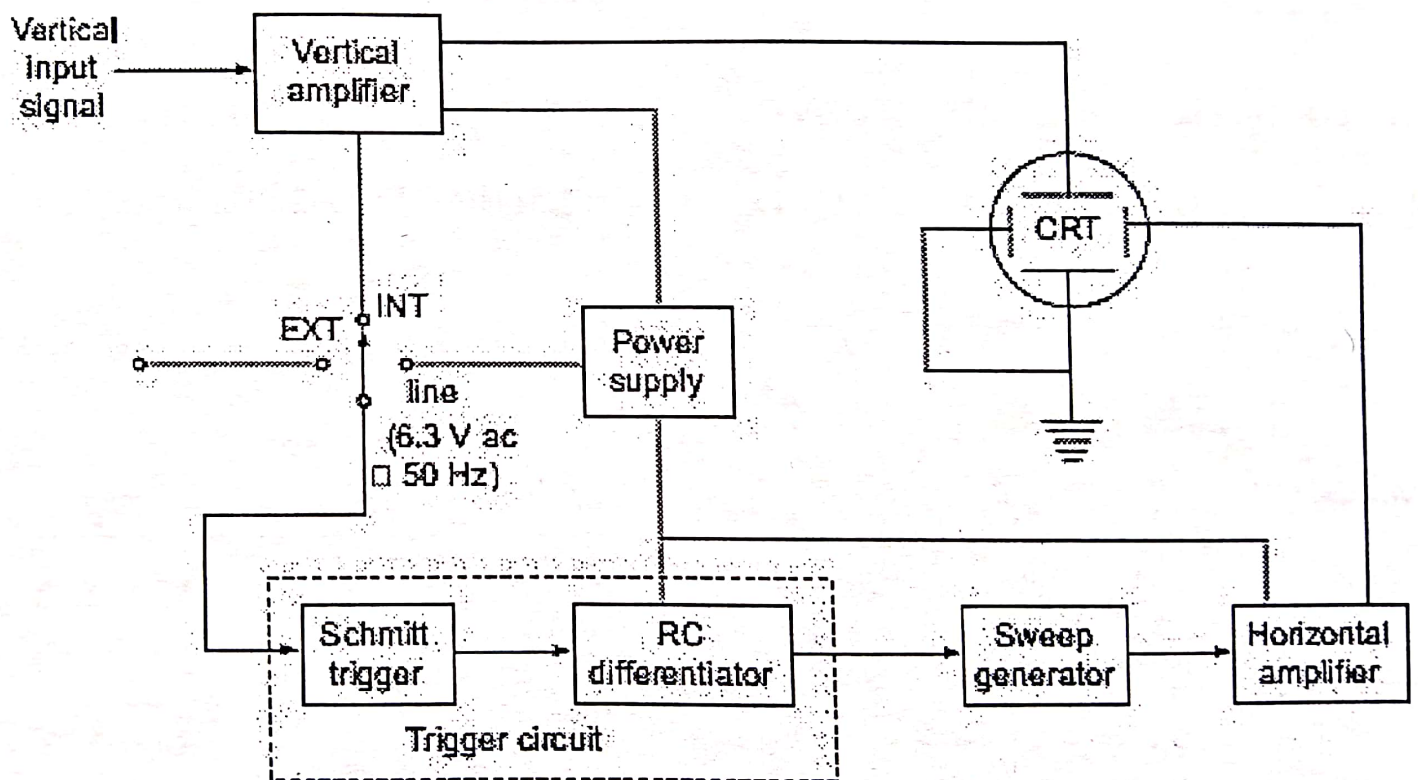 Vertical
input
signal
Vertical
amplifier
CRT
INT
EXT
line
(6.3 V ac
□ 50 Hz)
Power
supply
Schmitt
trigger
RC
differentiator
Sweep
generator
Horizontal
amplifier
Trigger circuit